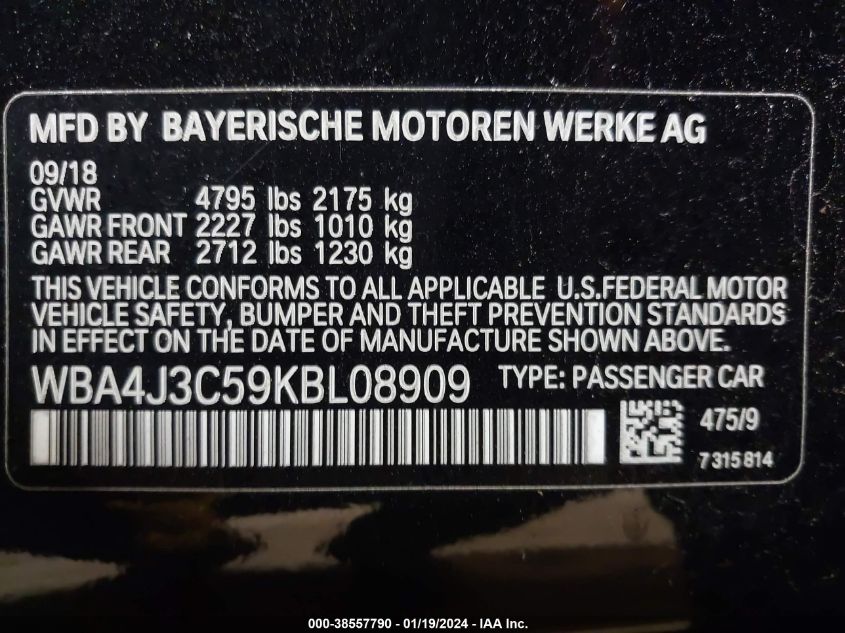 MFD BY BAYERISCHE MOTOREN WERKE AG
09/18
GVWR 4795 lbs 2175 kg
GAWR FRONT 2227 lbs 1010 kg
GAWR REAR 2712 lbs 1230 kg
THIS VEHICLE CONFORMS TO ALL APPLICABLE U.S.FEDERAL MOTOR
VEHICLE SAFETY, BUMPER AND THEFT PREVENTION STANDARDS
IN EFFECT ON THE DATE OF MANUFACTURE SHOWN ABOVE.
WBA4J3C59KBL08909 TYPE: PASSENGER CAR
475/9
7 315 814
000-38557790 - 01/19/2024 - IAA Inc.